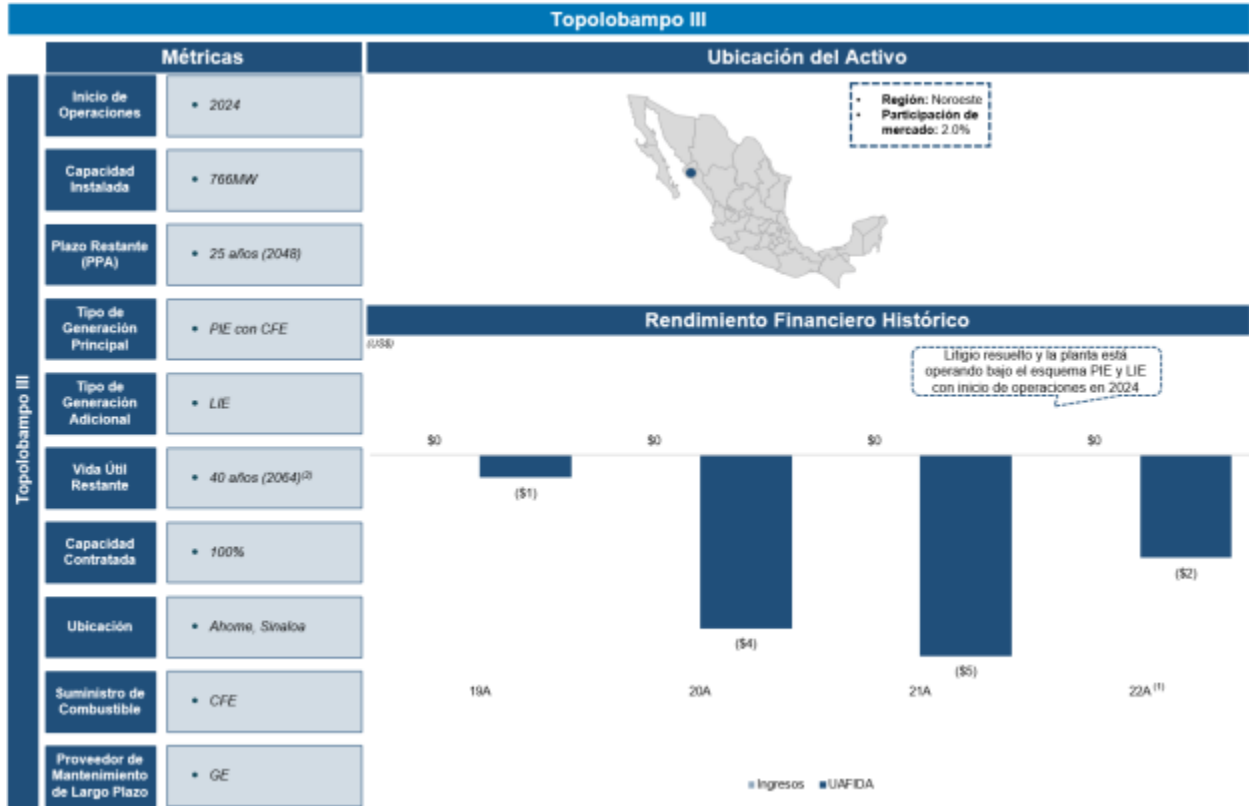 Topolobampo III
Métricas
Ubicación del Activo
Topolobampo III
Inicio de
Operaciones
• 2024
Capacidad
Instalada
• 766MW
Plazo Restante
(PPA)
• 25 años (2048)
Tipo de
Generación
Principal
• PIE con CFE
Tipo de
Generación
Adicional
• LIE
Vida Útil
Restante
• 40 años (2064)(2)
Capacidad
Contratada
• 100%
Ubicación
• Ahome, Sinaloa
Suministro de
Combustible
• CFE
Proveedor de
Mantenimiento
de Largo Plazo
• GE
• Región: Noroeste
• Participación de
mercado: 2.0%
Rendimiento Financiero Histórico
(US$)
Litigio resuelto y la planta está
operando bajo el esquema PIE y LIE
con inicio de operaciones en 2024
$0 $0 $0 $0
($1)
($4)
($5)
($2)
19A 20A 21A 22A (1)
Ingresos UAFIDA